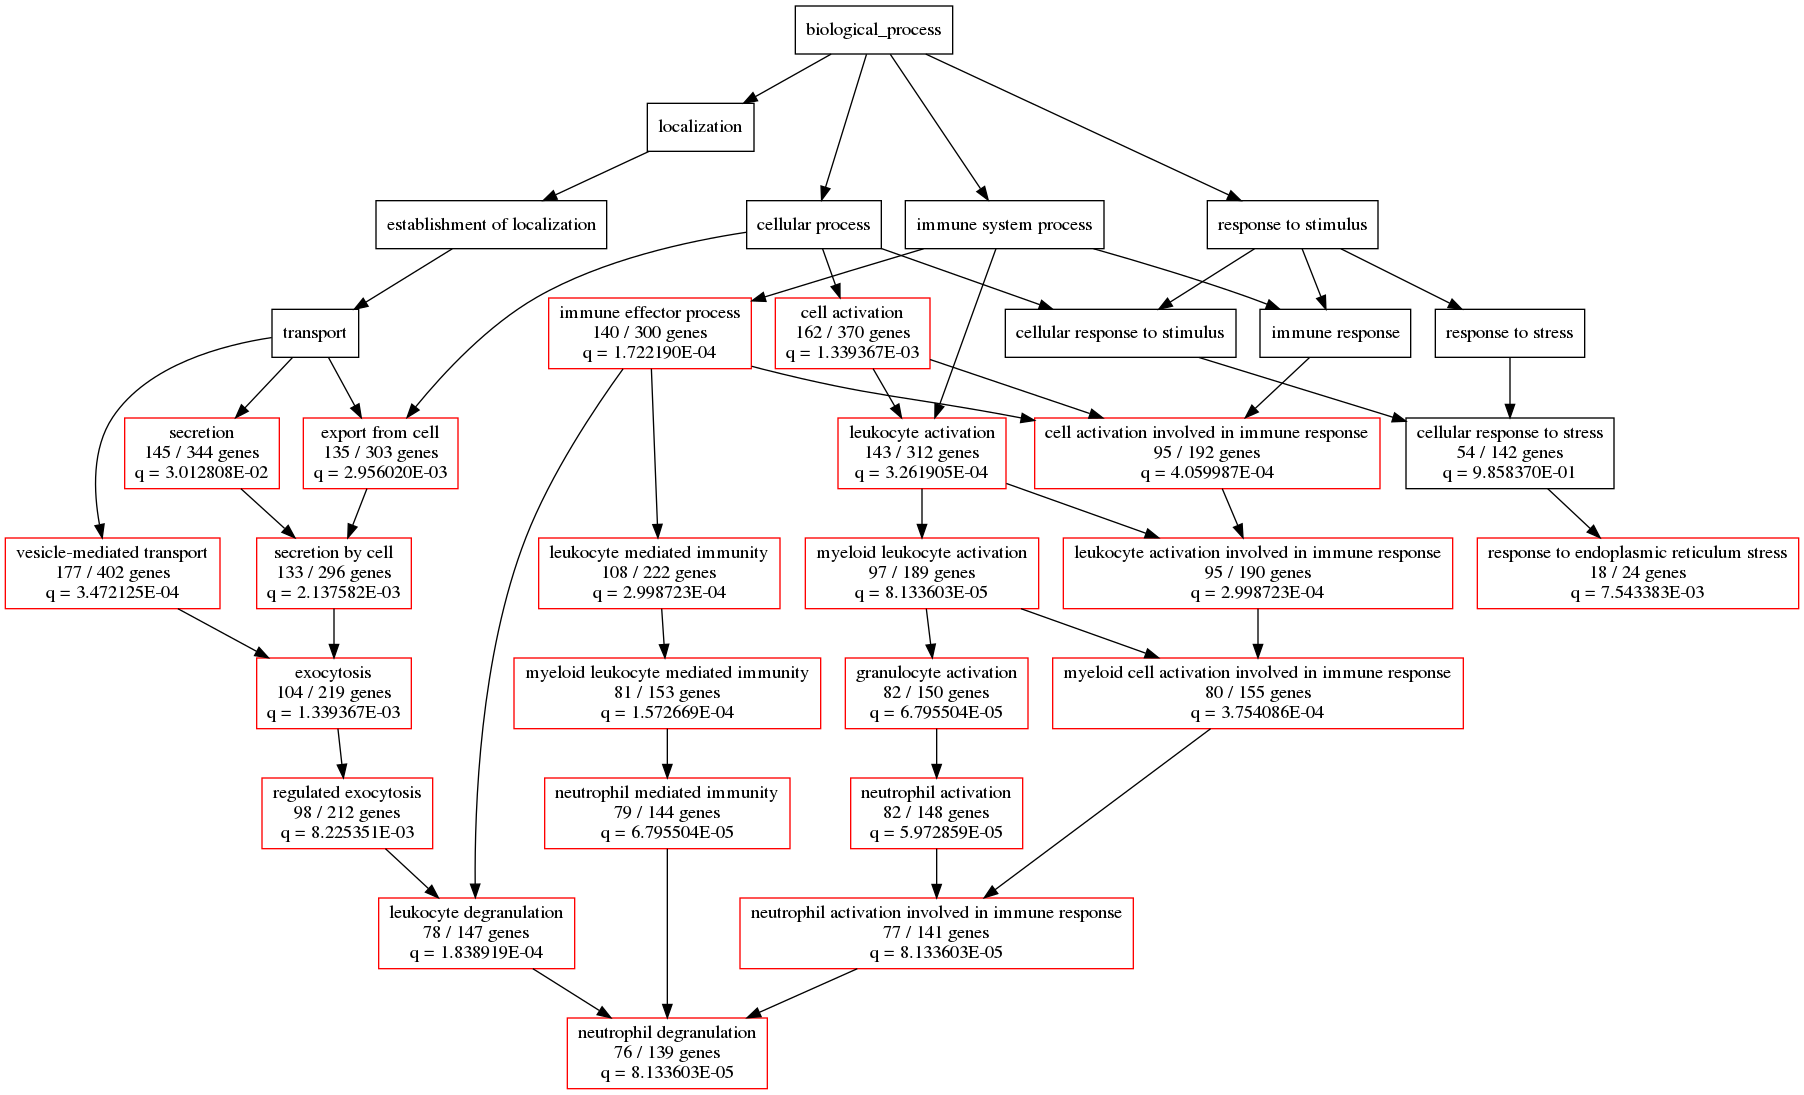 biological_process
localization
establishment of localization
cellular process
immune system process
response to stimulus
transport
immune effector process
140 / 300 genes
q = 1.722190E-04
cell activation
162 / 370 genes
q = 1.339367E-03
cellular response to stimulus
immune response
response to stress
secretion
145 / 344 genes
q = 3.012808E-02
export from cell
135 / 303 genes
q = 2.956020E-03
leukocyte activation
143 / 312 genes
q = 3.261905E-04
cell activation involved in immune response
95 / 192 genes
q = 4.059987E-04
cellular response to stress
54 / 142 genes
q = 9.858370E-01
vesicle-mediated transport
177 / 402 genes
q = 3.472125E-04
secretion by cell
133 / 296 genes
q = 2.137582E-03
leukocyte mediated immunity
108 / 222 genes
q = 2.998723E-04
myeloid leukocyte activation
97 / 189 genes
q = 8.133603E-05
leukocyte activation involved in immune response
95 / 190 genes
q = 2.998723E-04
response to endoplasmic reticulum stress
18 / 24 genes
q = 7.543383E-03
exocytosis
104 / 219 genes
q = 1.339367E-03
myeloid leukocyte mediated immunity
81 / 153 genes
q = 1.572669E-04
granulocyte activation
82 / 150 genes
q = 6.795504E-05
myeloid cell activation involved in immune response
80 / 155 genes
q = 3.754086E-04
regulated exocytosis
98 / 212 genes
q = 8.225351E-03
neutrophil mediated immunity
79 / 144 genes
q = 6.795504E-05
neutrophil activation
82 / 148 genes
q = 5.972859E-05
leukocyte degranulation
78 / 147 genes
q = 1.838919E-04
neutrophil activation involved in immune response
77 / 141 genes
q = 8.133603E-05
neutrophil degranulation
76 / 139 genes
q = 8.133603E-05